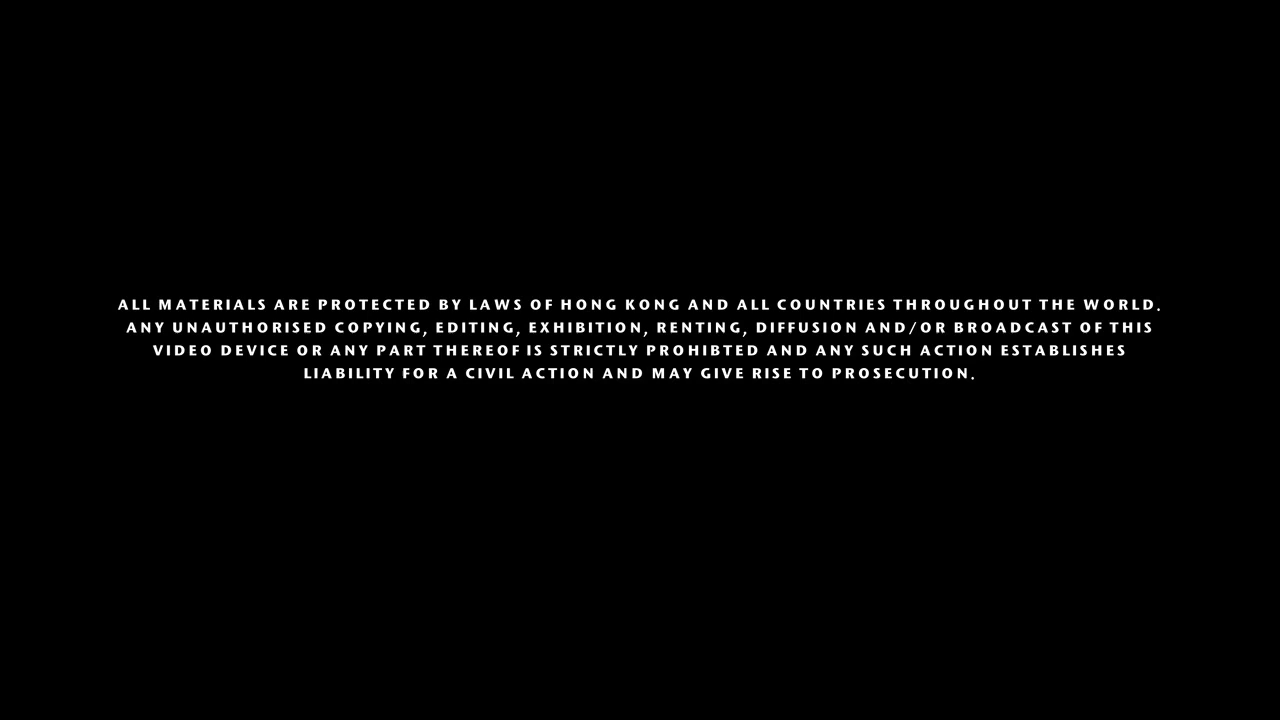 ALL MATERIALS ARE PROTECTED BY LAWS OF HONG KONG AND ALL COUNTRIES THROUGHOUT THE WORLD.
ANY UNAUTHORISED COPYING, EDITING, EXHIBITION, RENTING, DIFFUSION AND/OR BROADCAST OF THIS
VIDEO DEVICE OR ANY PART THEREOF IS STRICTLY PROHIBTED AND ANY SUCH ACTION ESTABLISHES
LIABILITY FOR A CIVIL ACTION AND MAY GIVE RISE TO PROSECUTION.